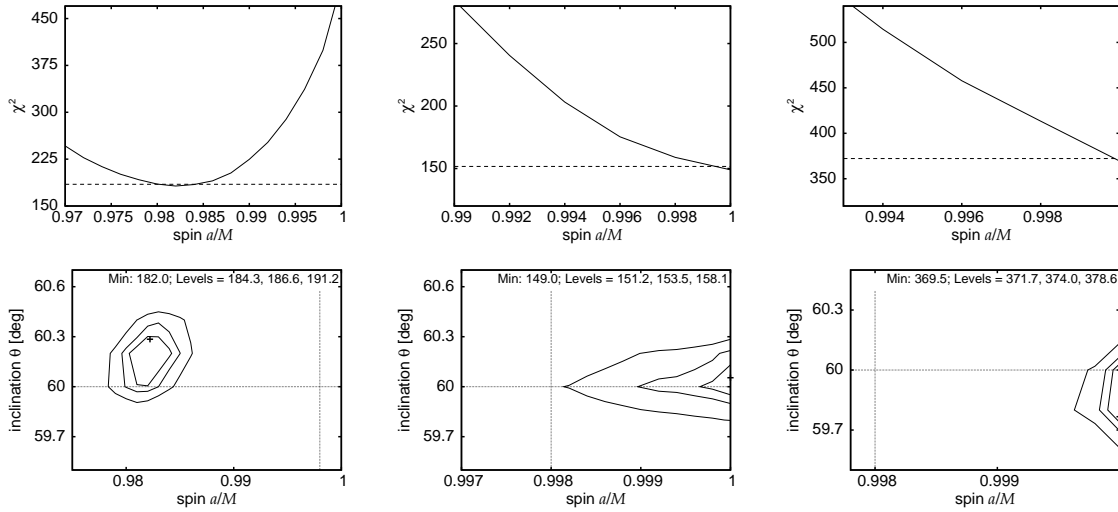 450
375
300
225
150
χ²
0.97 0.975 0.98 0.985 0.99 0.995 1
spin a/M
250
200
150
χ²
0.99 0.992 0.994 0.996 0.998 1
spin a/M
500
450
400
350
χ²
0.994 0.996 0.998
spin a/M
Min: 182.0; Levels = 184.3, 186.6, 191.2
60.6
60.3
60
59.7
inclination θ [deg]
0.98 0.99 1
spin a/M
Min: 149.0; Levels = 151.2, 153.5, 158.1
60.6
60.3
60
59.7
inclination θ [deg]
0.997 0.998 0.999 1
spin a/M
Min: 369.5; Levels = 371.7, 374.0, 378.6
60.3
60
59.7
inclination θ [deg]
0.998 0.999
spin a/M